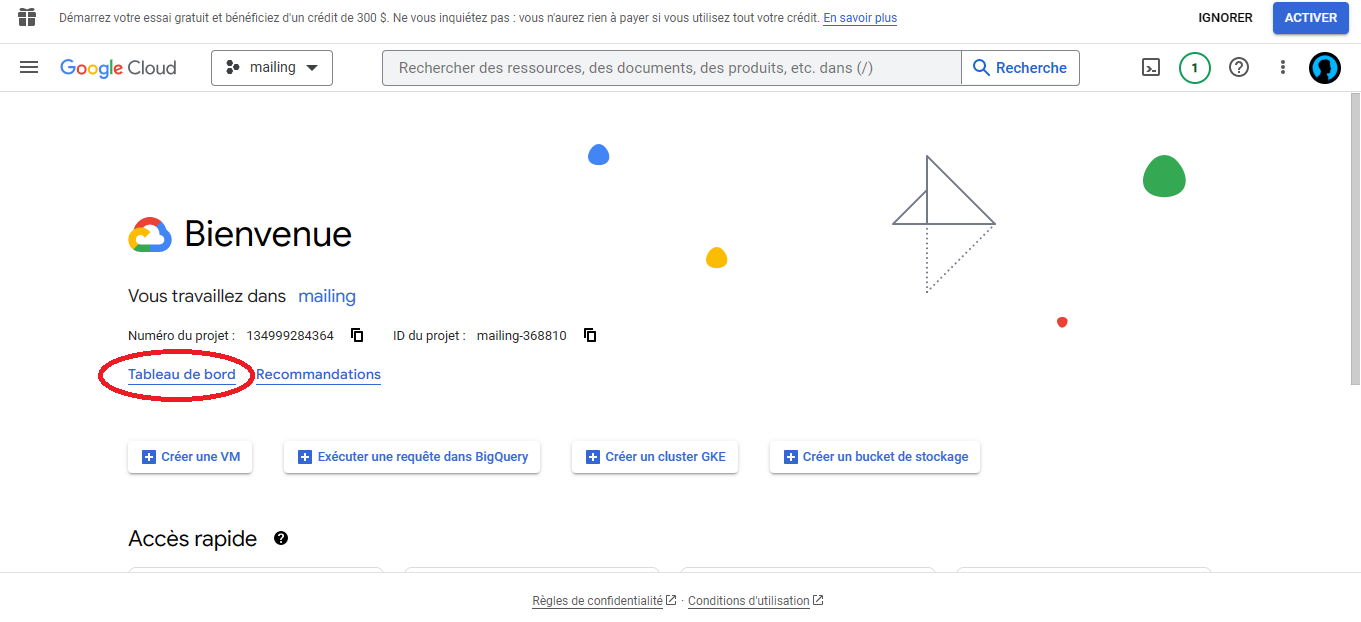 Démarrez votre essai gratuit et bénéficiez d'un crédit de 300 $. Ne vous inquiétez pas : vous n'aurez rien à payer si vous utilisez tout votre crédit. En savoir plus
IGNORER
ACTIVER
Google Cloud
mailing
Rechercher des ressources, des documents, des produits, etc. dans (/)
Recherche
1
Bienvenue
Vous travaillez dans mailing
Numéro du projet : 134999284364
ID du projet : mailing-368810
Tableau de bord
Recommandations
Créer une VM
Exécuter une requête dans BigQuery
Créer un cluster GKE
Créer un bucket de stockage
Accès rapide
Règles de confidentialité · Conditions d'utilisation